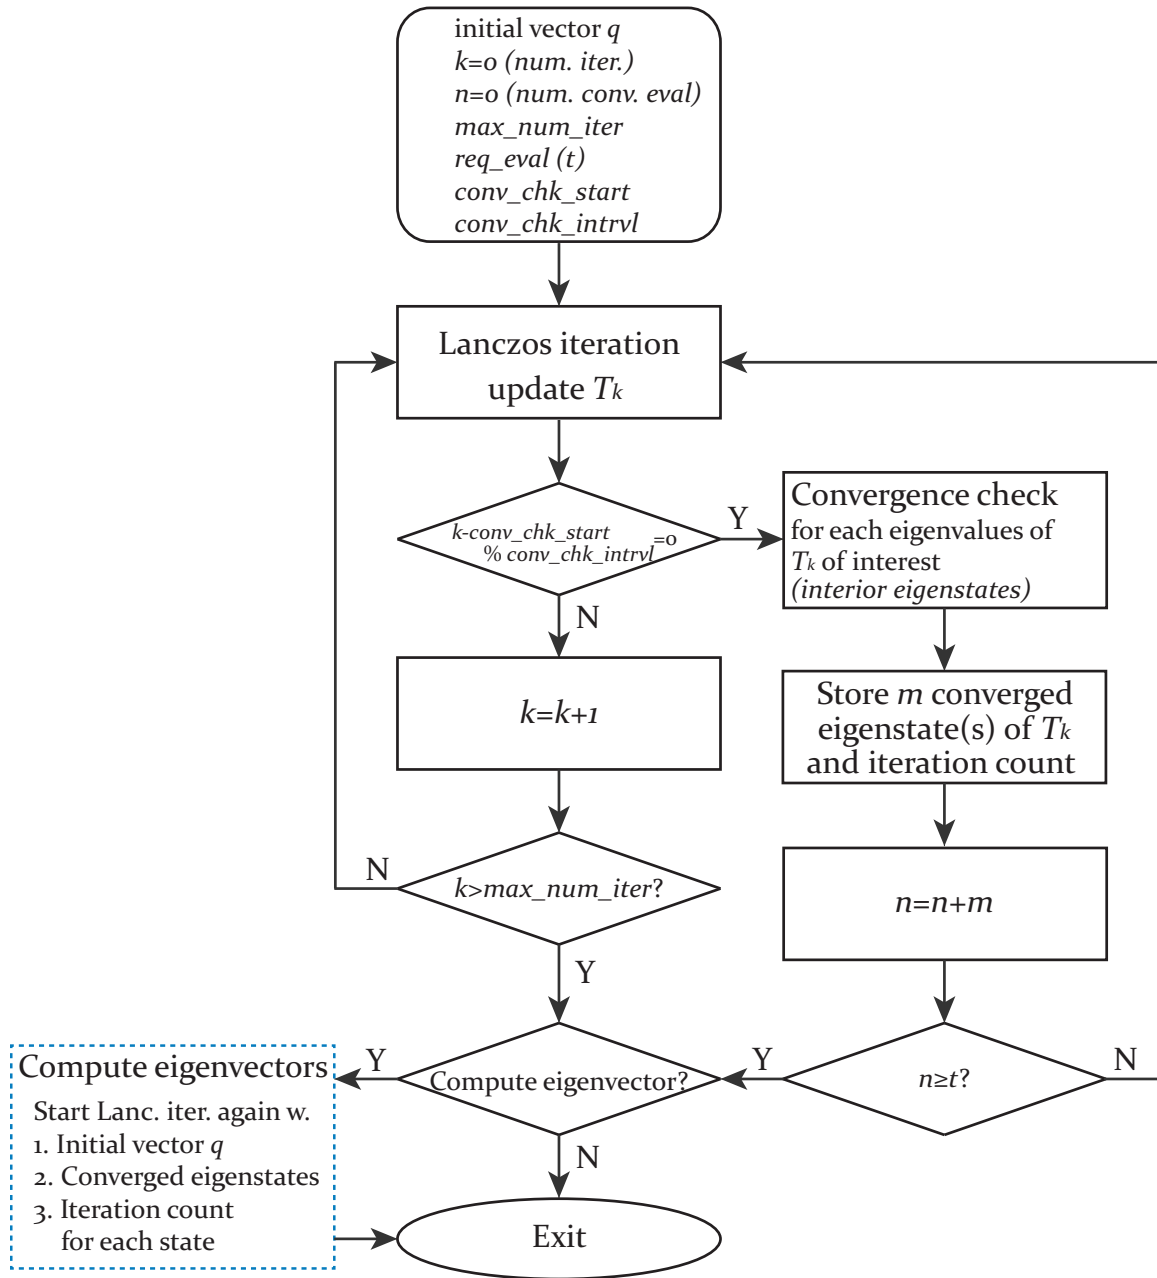 initial vector q
k=0 (num. iter.)
n=0 (num. conv. eval)
max_num_iter
req_eval (t)
conv_chk_start
conv_chk_intrvl
Lanczos iteration
update Tk
k-conv_chk_start
% conv_chk_intrvl =0
Y
N
Convergence check
for each eigenvalues of
Tk of interest
(interior eigenstates)
k=k+1
Store m converged
eigenstate(s) of Tk
and iteration count
k>max_num_iter?
N
Y
n=n+m
n≥t?
Y
N
Compute eigenvector?
Y
N
Compute eigenvectors
Start Lanc. iter. again w.
1. Initial vector q
2. Converged eigenstates
3. Iteration count
for each state
Exit